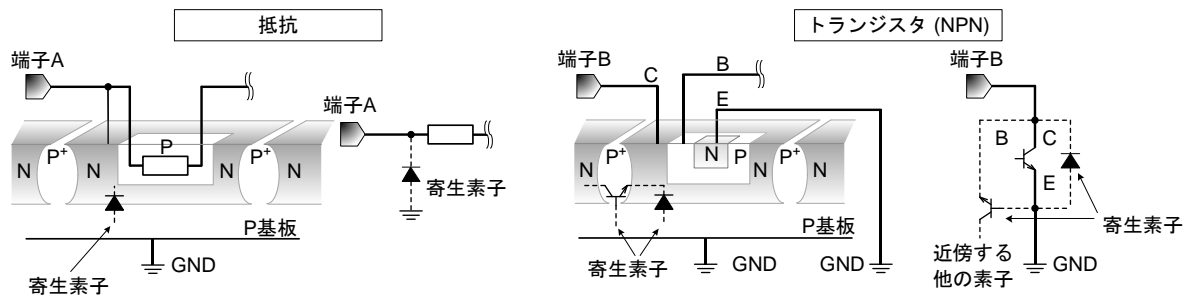 抵抗
トランジスタ (NPN)
端子A
端子A
N
P+
N
P
N
P+
N
寄生素子
P基板
寄生素子
GND
端子B
C
B
E
N
P+
N
N
P
P+
N
P基板
寄生素子
GND
GND
端子B
B
C
E
寄生素子
近傍する
他の素子
GND